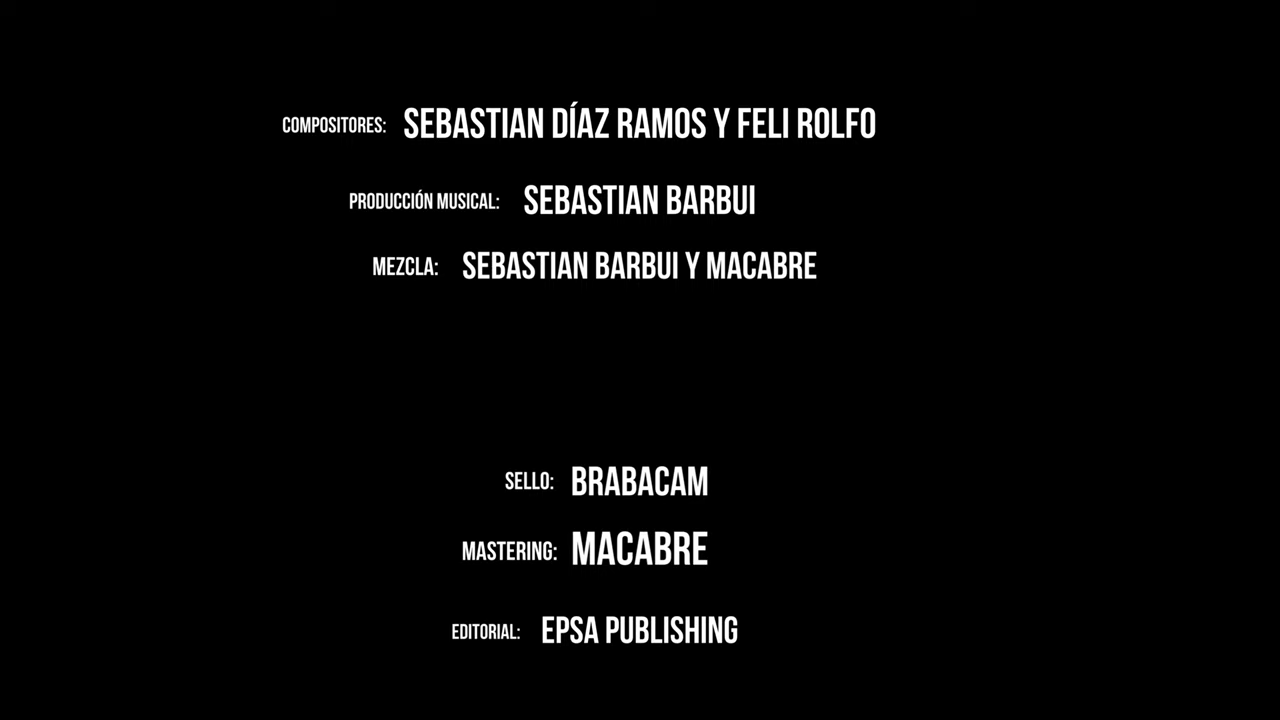 COMPOSITORES: SEBASTIAN DÍAZ RAMOS Y FELI ROLFO
PRODUCCIÓN MUSICAL: SEBASTIAN BARBUI
MEZCLA: SEBASTIAN BARBUI Y MACABRE
SELLO: BRABACAM
MASTERING: MACABRE
EDITORIAL: EPSA PUBLISHING